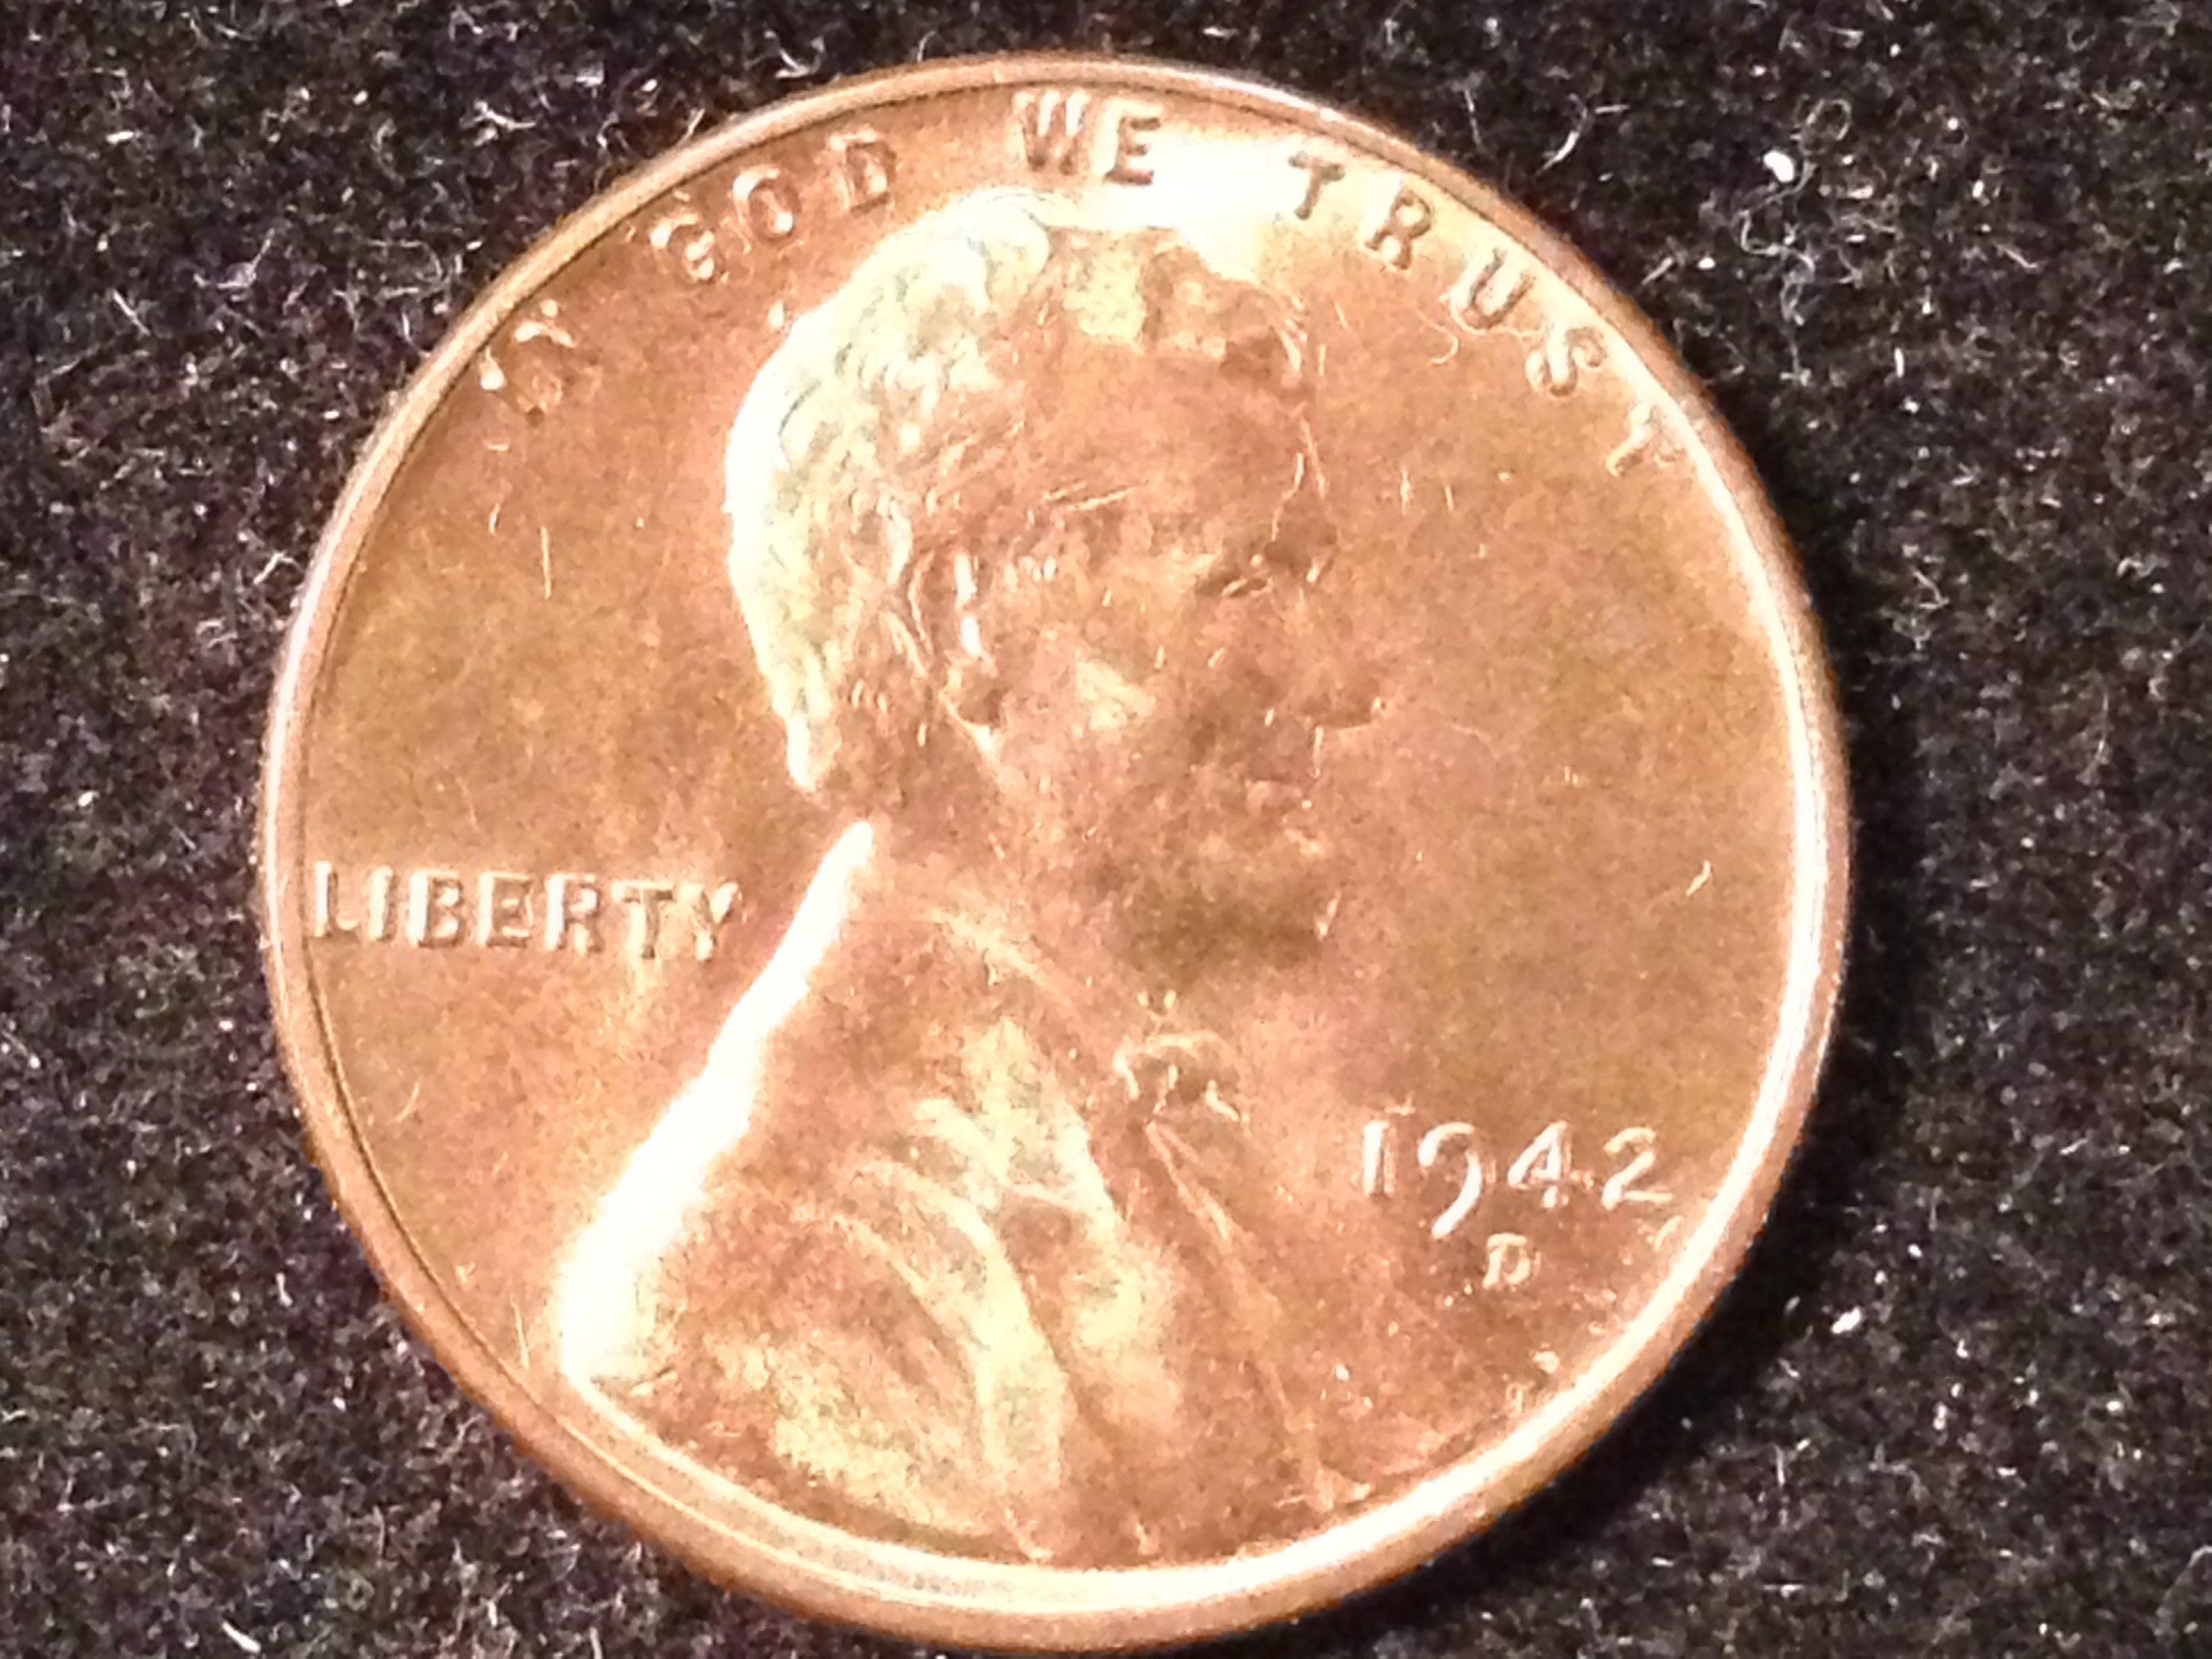 IN GOD WE TRUST
LIBERTY
1942
D